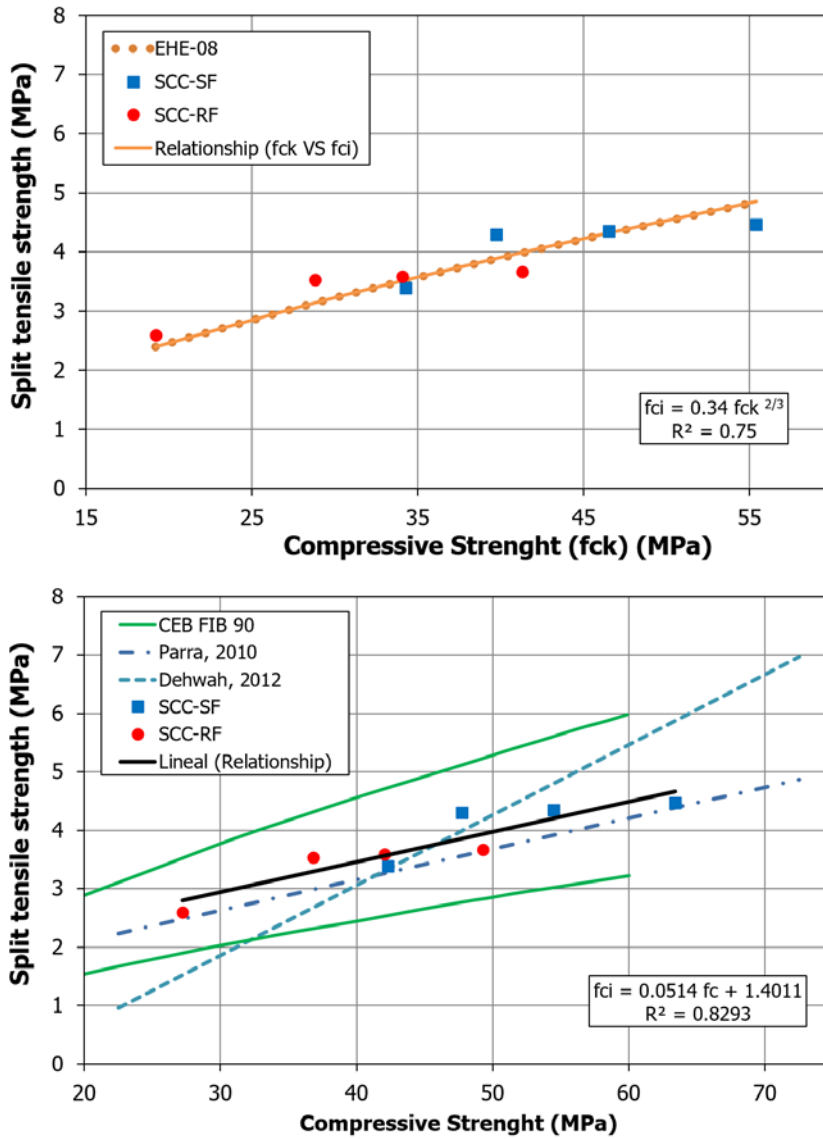 8
7
6
5
4
3
2
1
0
Split tensile strength (MPa)
EHE-08
SCC-SF
SCC-RF
Relationship (fck VS fci)
fci = 0.34 fck 2/3
R² = 0.75
15 25 35 45 55
Compressive Strenght (fck) (MPa)
8
7
6
5
4
3
2
1
0
Split tensile strength (MPa)
CEB FIB 90
Parra, 2010
Dehwah, 2012
SCC-SF
SCC-RF
Lineal (Relationship)
fci = 0.0514 fc + 1.4011
R² = 0.8293
20 30 40 50 60 70
Compressive Strenght (MPa)